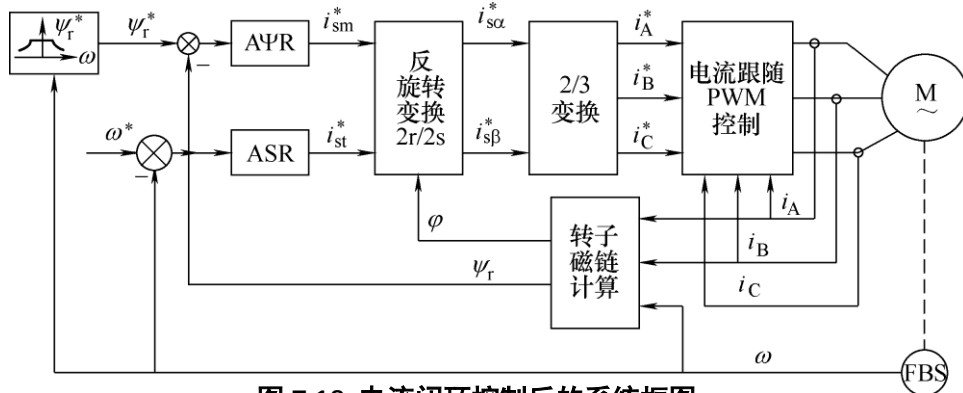 ψr*
ω
ψr*
−
AΨR
i*sm
反
旋转
变换
2r/2s
i*sα
2/3
变换
i*A
i*B
i*C
电流跟随
PWM
控制
M
~
ω*
−
ASR
i*st
i*sβ
φ
ψr
转子
磁链
计算
iA
iB
iC
ω
FBS